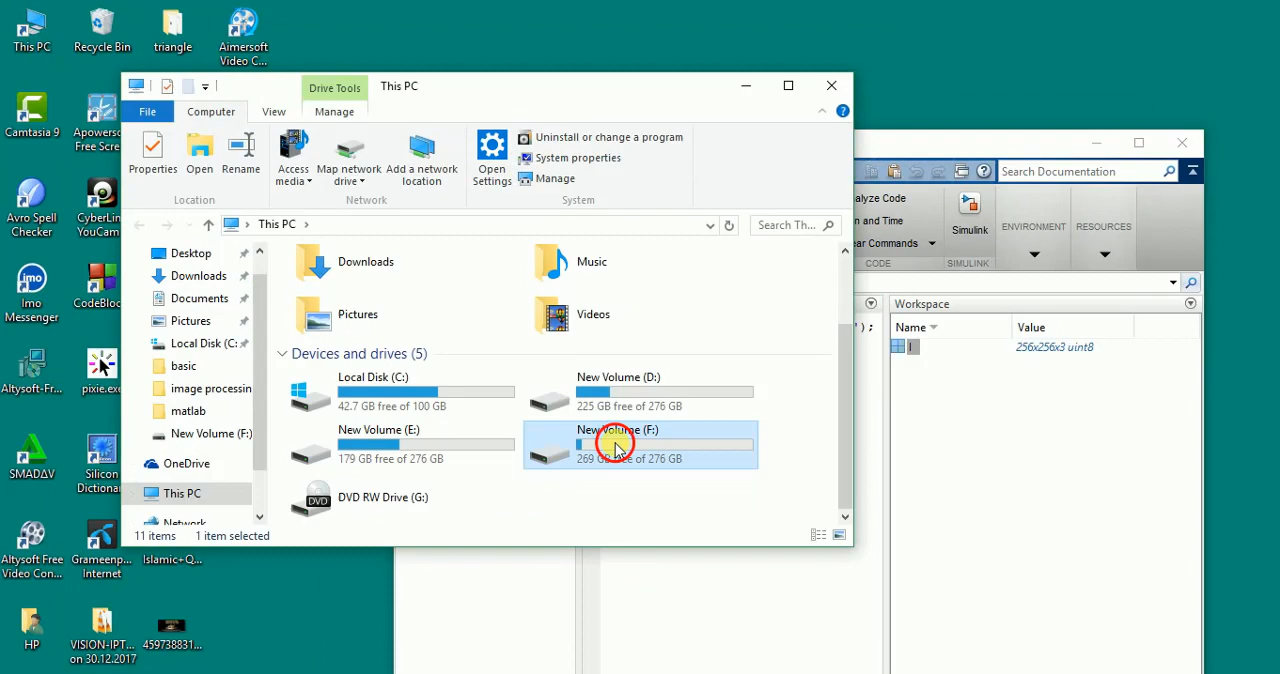 This PC
Recycle Bin
triangle
Aimersoft
Video C...
Camtasia 9
Apowers
Free Scre
Avro Spell
Checker
CyberLin
YouCam
Imo
Messenger
CodeBloc
Altysoft-Fr...
pixie.exe
SMADΔV
Silicon
Dictionar
Altysoft Free
Video Con...
Grameenp...
Internet
Islamic+Q...
HP
VISION-IPT...
on 30.12.2017
459738831...
Drive Tools
This PC
File
Computer
View
Manage
Properties
Open
Rename
Access
media
Map network
drive
Add a network
location
Open
Settings
Uninstall or change a program
System properties
Manage
Location
Network
System
This PC
Search Th...
Desktop
Downloads
Documents
Pictures
Local Disk (C:
basic
image processin
matlab
New Volume (F:)
OneDrive
This PC
Network
Downloads
Music
Pictures
Videos
Devices and drives (5)
Local Disk (C:)
42.7 GB free of 100 GB
New Volume (D:)
225 GB free of 276 GB
New Volume (E:)
179 GB free of 276 GB
New Volume (F:)
269 GB free of 276 GB
DVD
DVD RW Drive (G:)
11 items
1 item selected
Search Documentation
alyze Code
n and Time
ear Commands
Simulink
ENVIRONMENT
RESOURCES
CODE
SIMULINK
');
Workspace
Name
Value
I
256x256x3 uint8